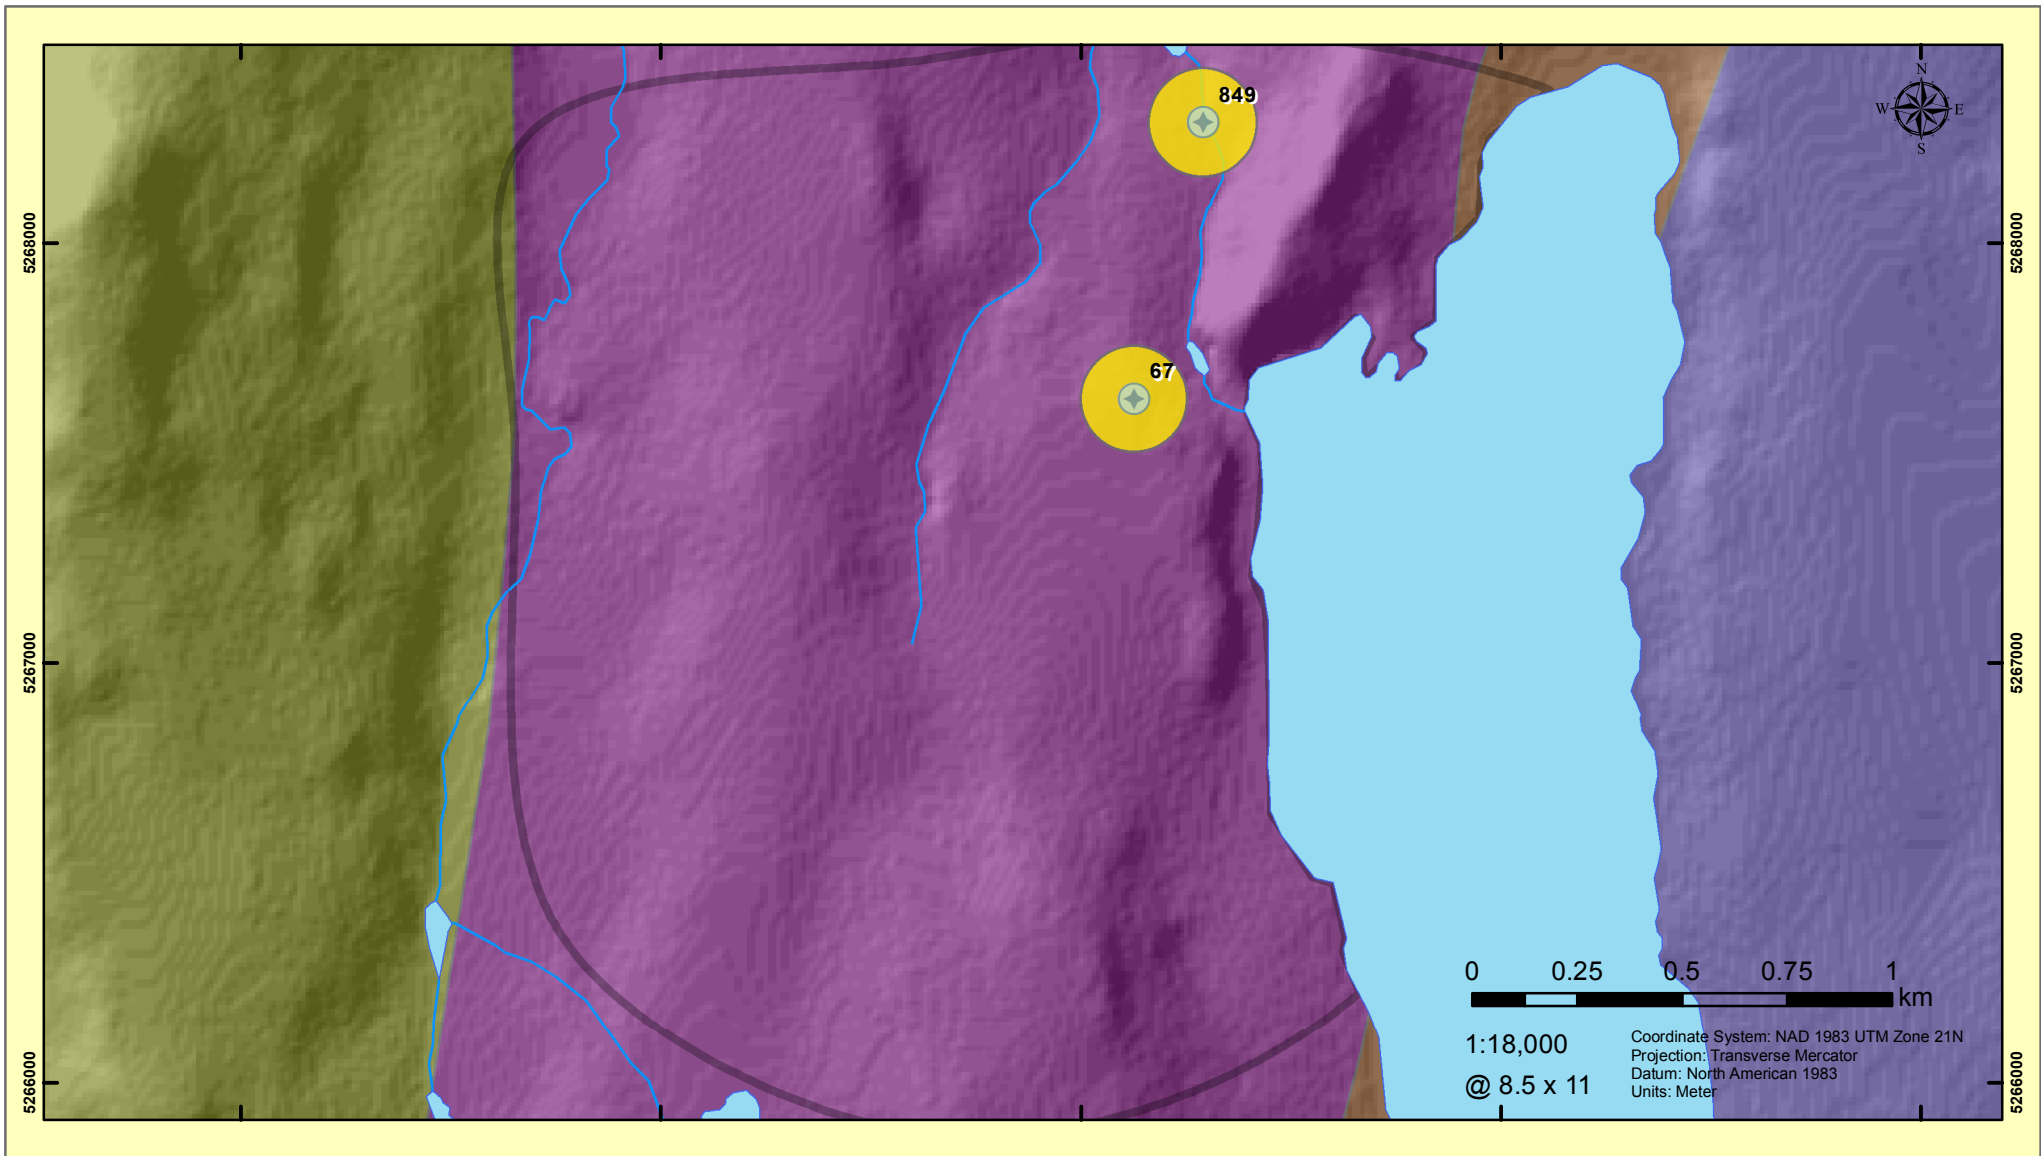 N
W E
S
849
5268000 5268000
67
5267000 5267000
0 0.25 0.5 0.75 1
km
1:18,000
@ 8.5 x 11
Coordinate System: NAD 1983 UTM Zone 21N
Projection: Transverse Mercator
Datum: North American 1983
Units: Meter
5266000 5266000